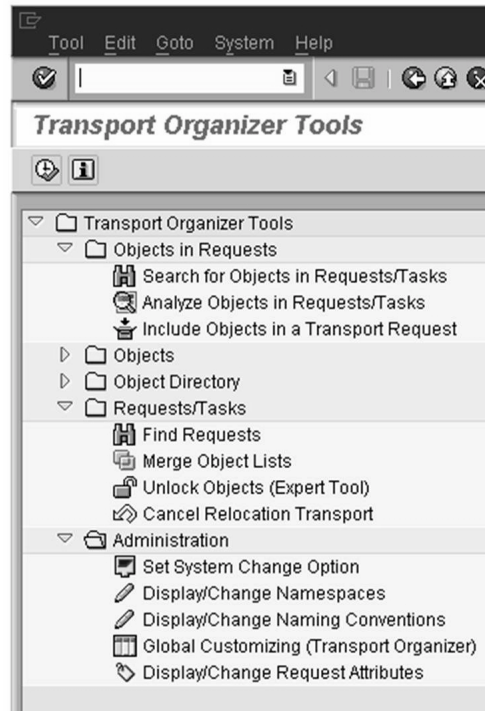 Tool Edit Goto System Help
Transport Organizer Tools
Transport Organizer Tools
Objects in Requests
Search for Objects in Requests/Tasks
Analyze Objects in Requests/Tasks
Include Objects in a Transport Request
Objects
Object Directory
Requests/Tasks
Find Requests
Merge Object Lists
Unlock Objects (Expert Tool)
Cancel Relocation Transport
Administration
Set System Change Option
Display/Change Namespaces
Display/Change Naming Conventions
Global Customizing (Transport Organizer)
Display/Change Request Attributes